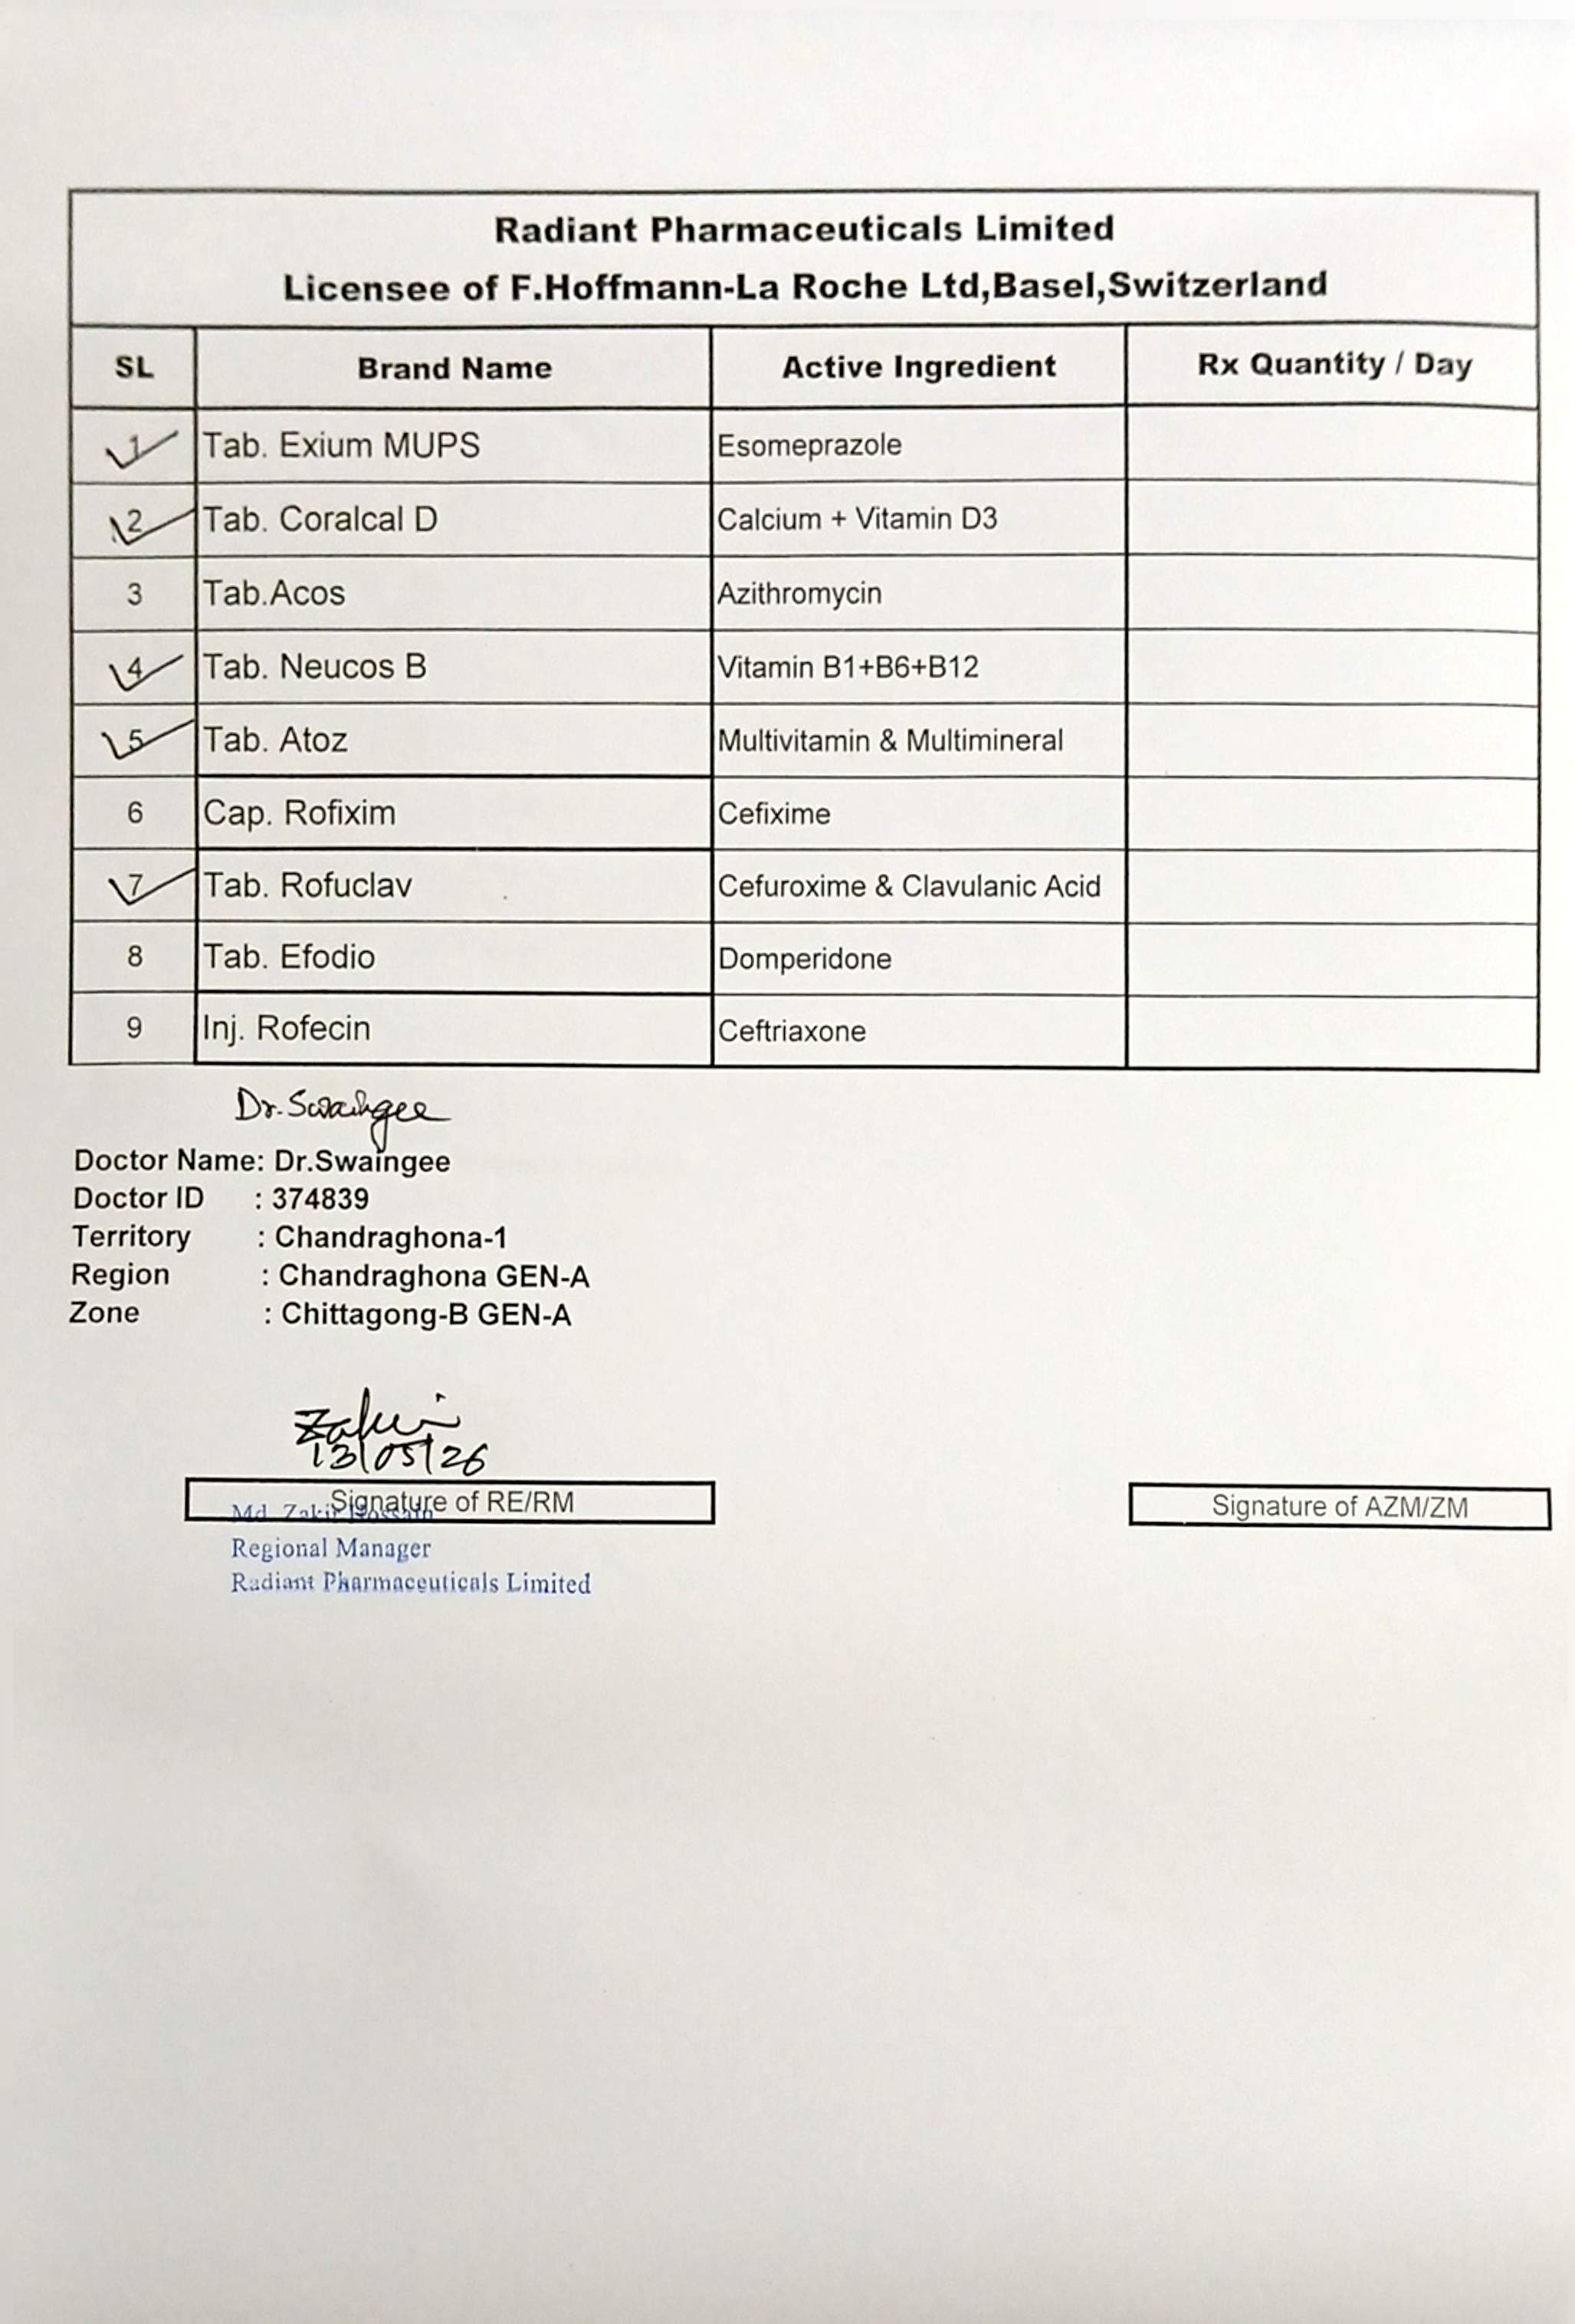 Radiant Pharmaceuticals Limited
Licensee of F.Hoffmann-La Roche Ltd,Basel,Switzerland
SL Brand Name Active Ingredient Rx Quantity / Day
1 Tab. Exium MUPS Esomeprazole
2 Tab. Coralcal D Calcium + Vitamin D3
3 Tab.Acos Azithromycin
4 Tab. Neucos B Vitamin B1+B6+B12
5 Tab. Atoz Multivitamin & Multimineral
6 Cap. Rofixim Cefixime
7 Tab. Rofuclav Cefuroxime & Clavulanic Acid
8 Tab. Efodio Domperidone
9 Inj. Rofecin Ceftriaxone
Dr. Swaingee
Doctor Name: Dr.Swaingee
Doctor ID : 374839
Territory : Chandraghona-1
Region : Chandraghona GEN-A
Zone : Chittagong-B GEN-A
Zakir
13/05/26
Signature of RE/RM Signature of AZM/ZM
Md. Zakir Hossain
Regional Manager
Radiant Pharmaceuticals Limited